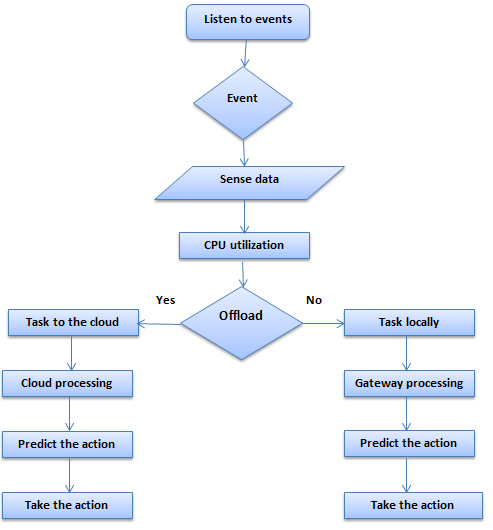 Listen to events
Event
Sense data
CPU utilization
Yes
Offload
No
Task to the cloud
Task locally
Cloud processing
Gateway processing
Predict the action
Predict the action
Take the action
Take the action